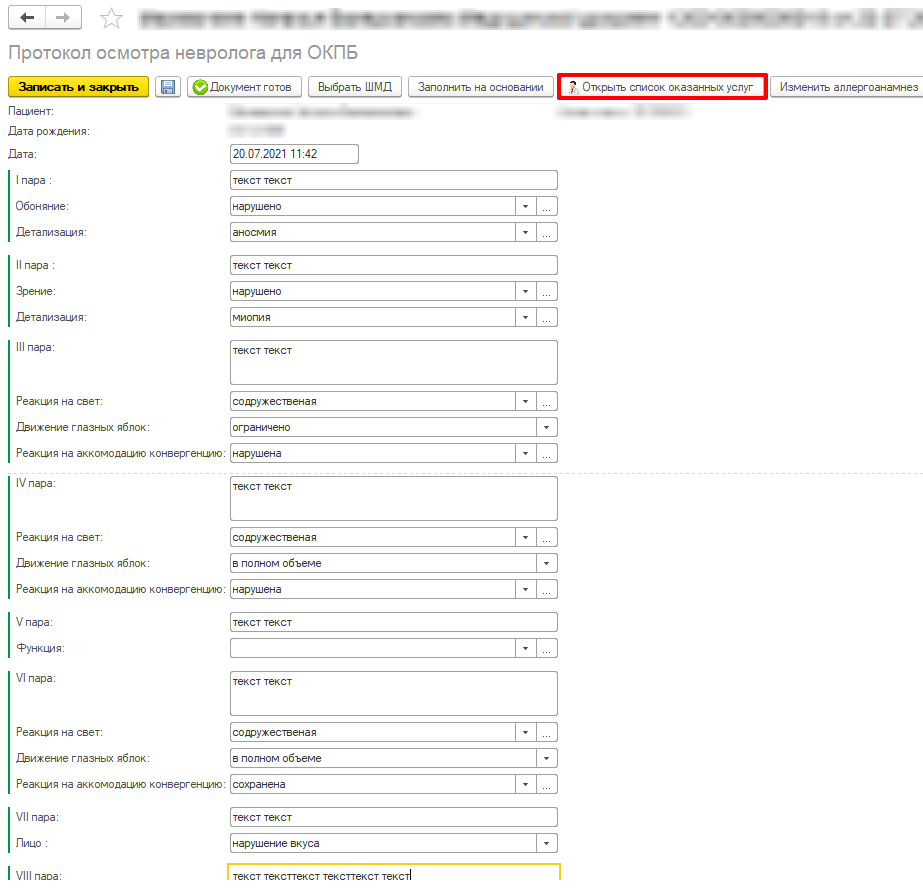 Протокол осмотра невролога для ОКПБ
Записать и закрыть Документ готов Выбрать ШМД Заполнить на основании Открыть список оказанных услуг Изменить аллергоанамнез
Пациент:
Дата рождения:
Дата: 20.07.2021 11:42
I пара : текст текст
Обоняние: нарушено ...
Детализация: аносмия ...
II пара : текст текст
Зрение: нарушено ...
Детализация: миопия ...
III пара: текст текст
Реакция на свет: содружественая ...
Движение глазных яблок: ограничено
Реакция на аккомодацию конвергенцию: нарушена ...
IV пара: текст текст
Реакция на свет: содружественая ...
Движение глазных яблок: в полном объеме
Реакция на аккомодацию конвергенцию: нарушена ...
V пара: текст текст
Функция: ...
VI пара: текст текст
Реакция на свет: содружественая ...
Движение глазных яблок: в полном объеме
Реакция на аккомодацию конвергенцию: сохранена ...
VII пара: текст текст
Лицо : нарушение вкуса
VIII пара: текст тексттекст тексттекст текст